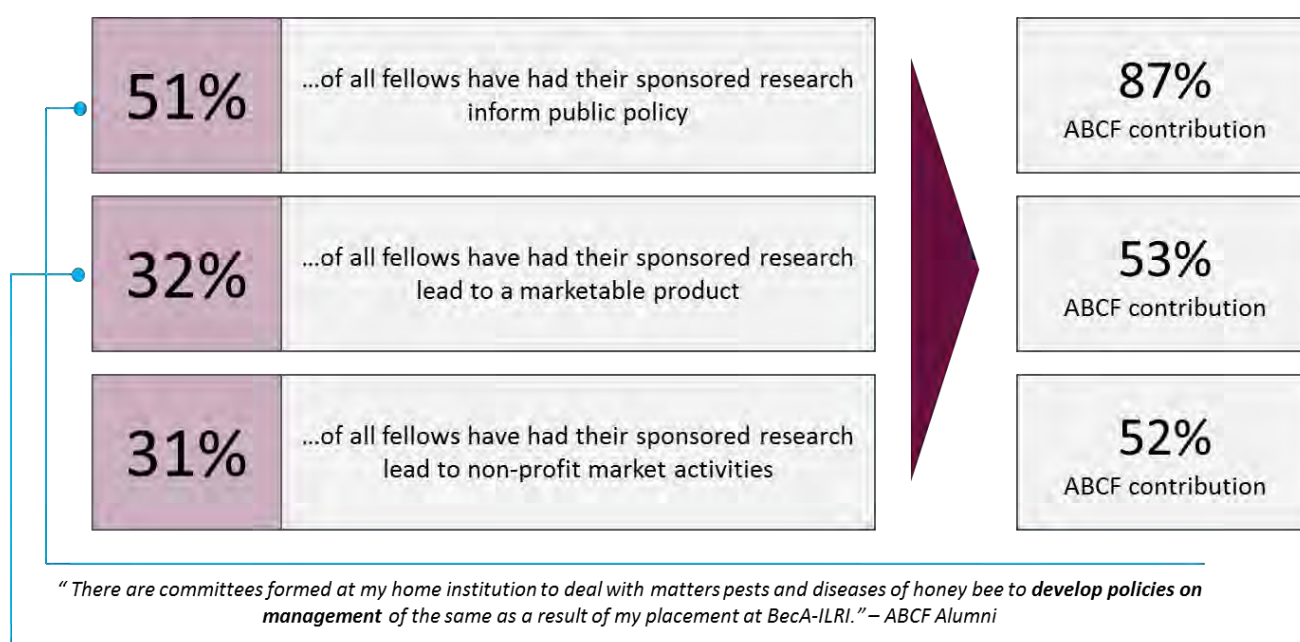 51%
...of all fellows have had their sponsored research
inform public policy
87%
ABCF contribution
32%
...of all fellows have had their sponsored research
lead to a marketable product
53%
ABCF contribution
31%
...of all fellows have had their sponsored research
lead to non-profit market activities
52%
ABCF contribution
“ There are committees formed at my home institution to deal with matters pests and diseases of honey bee to develop policies on
management of the same as a result of my placement at BecA-ILRI.” – ABCF Alumni